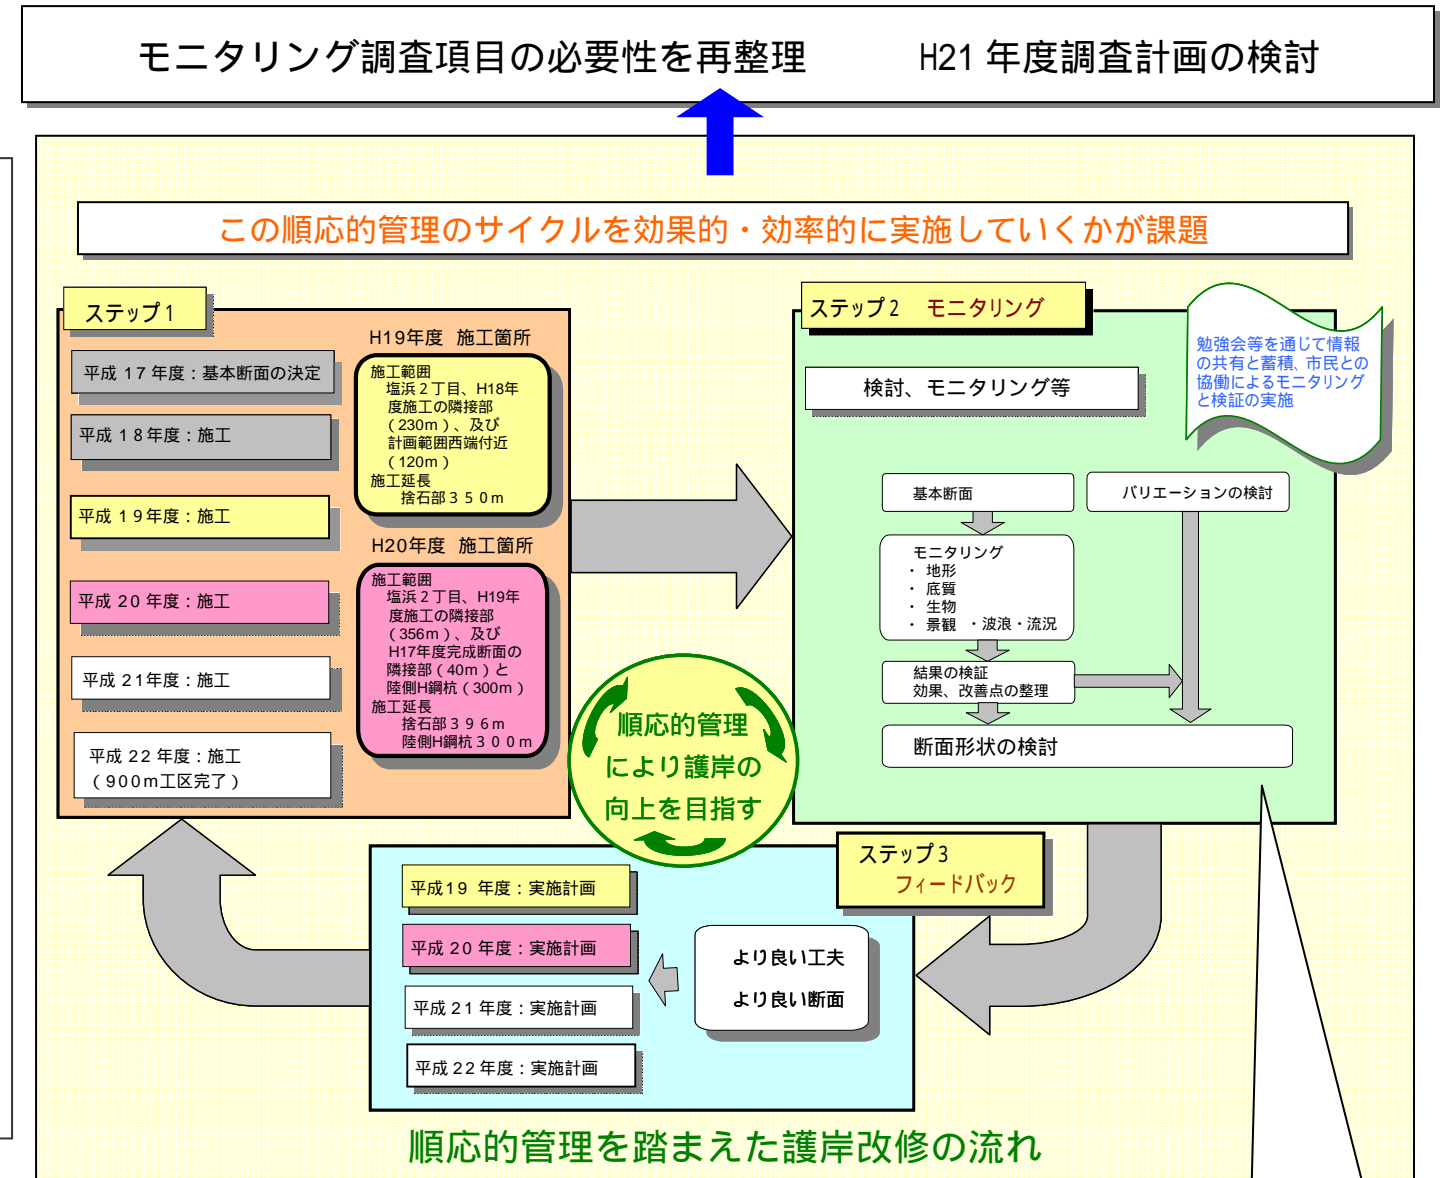 モニタリング調査項目の必要性を再整理　H21 年度調査計画の検討
この順応的管理のサイクルを効果的・効率的に実施していくかが課題
ステップ1
平成 17 年度：基本断面の決定
平成 18年度：施工
平成 19年度：施工
平成 20 年度：施工
平成 21年度：施工
平成 22 年度：施工
（900m工区完了）
H19年度 施工箇所
施工範囲
塩浜２丁目、H18年
度施工の隣接部
（230m）、及び
計画範囲西端付近
（120m）
施工延長
捨石部３５０m
H20年度 施工箇所
施工範囲
塩浜２丁目、H19年
度施工の隣接部
（356m）、及び
H17年度完成断面の
隣接部（40m）と
陸側H鋼杭（300m）
施工延長
捨石部３９６m
陸側H鋼杭３００m
ステップ2 モニタリング
勉強会等を通じて情報
の共有と蓄積、市民との
協働によるモニタリング
と検証の実施
検討、モニタリング等
基本断面
バリエーションの検討
モニタリング
・ 地形
・ 底質
・ 生物
・ 景観 ・波浪・流況
結果の検証
効果、改善点の整理
断面形状の検討
順応的管理
により護岸の
向上を目指す
ステップ3
フィードバック
平成19 年度：実施計画
平成 20 年度：実施計画
平成 21 年度：実施計画
平成 22 年度：実施計画
より良い工夫
より良い断面
順応的管理を踏まえた護岸改修の流れ